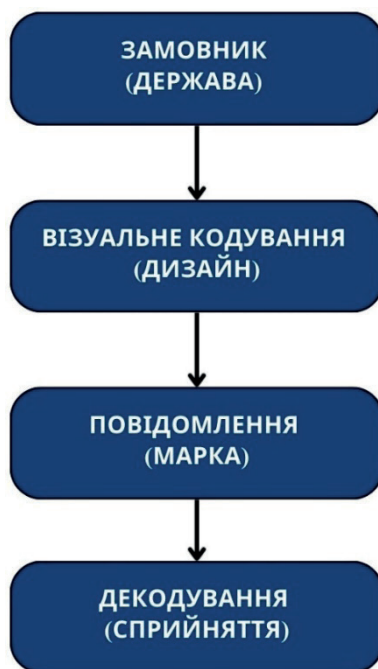 ЗАМОВНИК
(ДЕРЖАВА)
ВІЗУАЛЬНЕ КОДУВАННЯ
(ДИЗАЙН)
ПОВІДОМЛЕННЯ
(МАРКА)
ДЕКОДУВАННЯ
(СПРИЙНЯТТЯ)